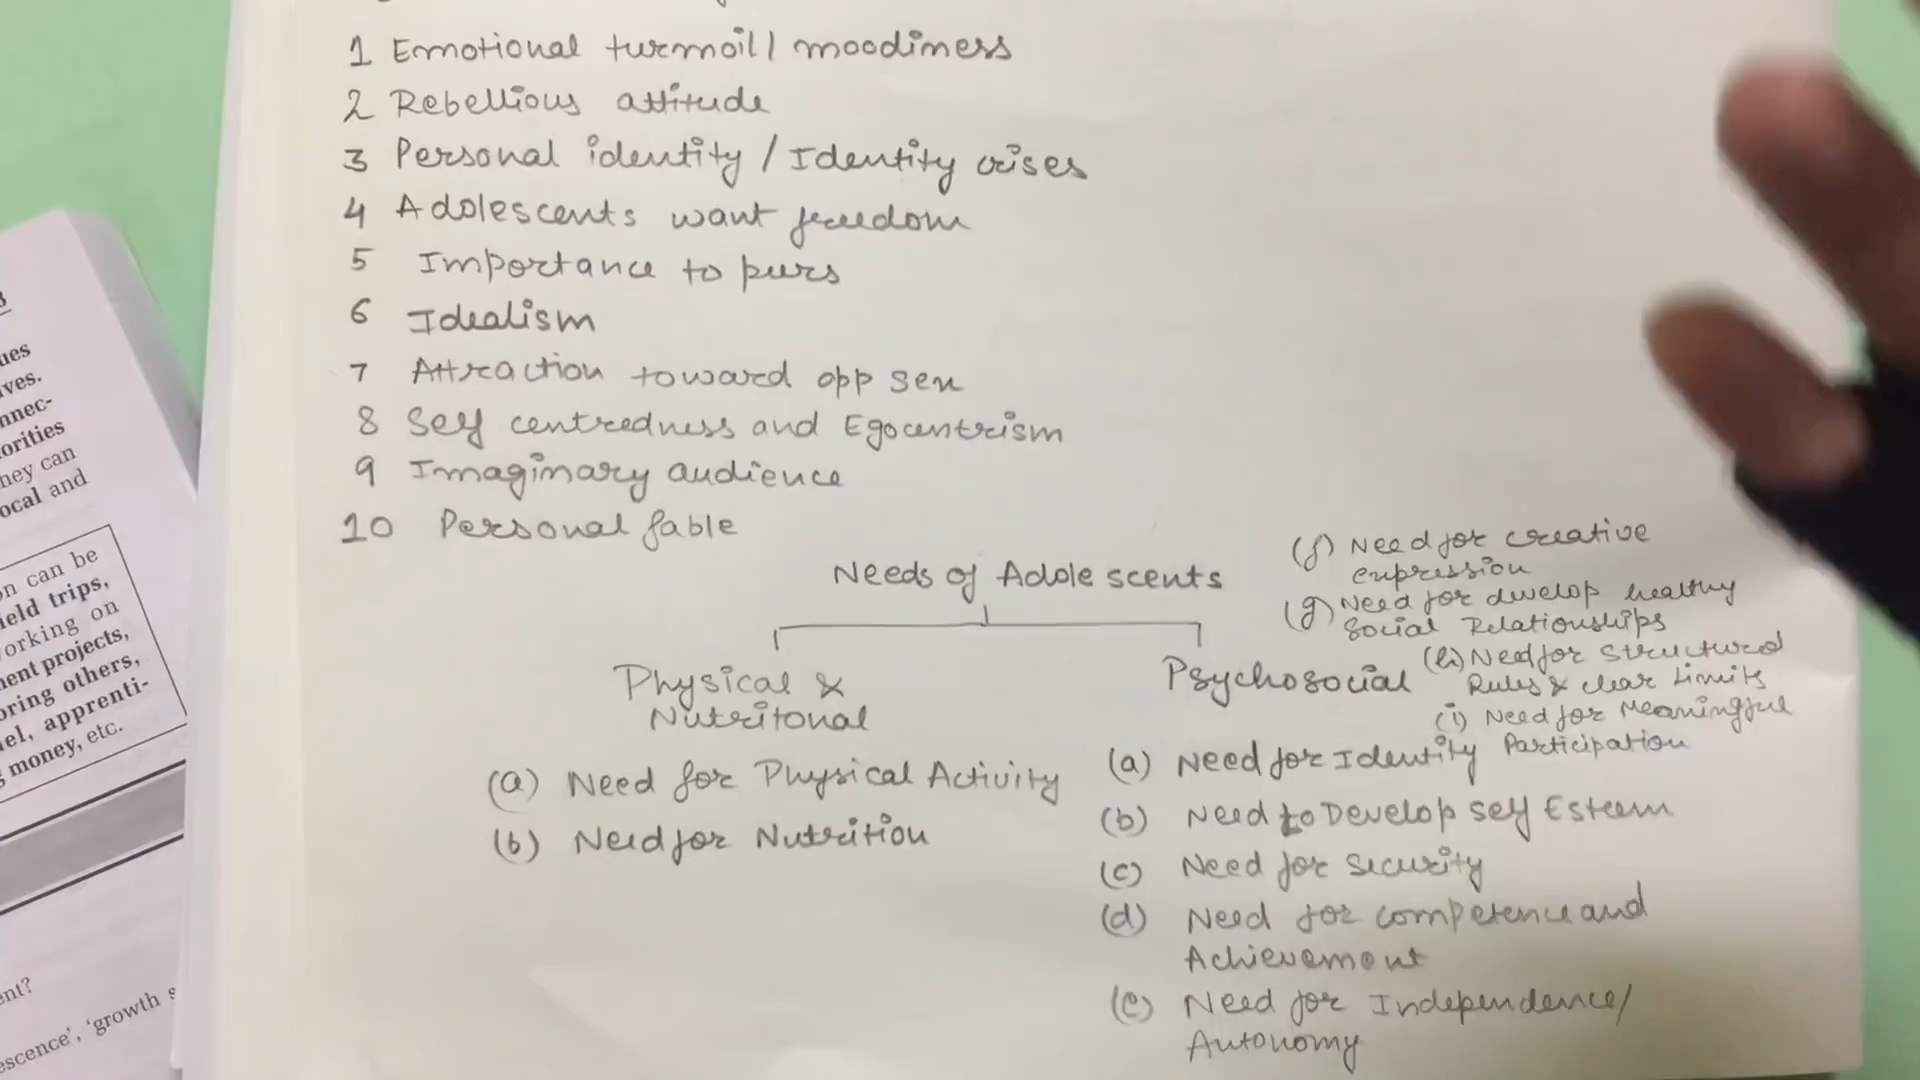 1 Emotional turmoil / moodiness
2 Rebellious attitude
3 Personal identity / Identity crises
4 Adolescents want freedom
5 Importance to peers
6 Idealism
7 Attraction toward opp sex
8 Self centredness and Egocentrism
9 Imaginary audience
10 Personal fable
Needs of Adolescents
Physical &
Nutritonal
(a) Need for Physical Activity
(b) Need for Nutrition
Psychosocial
(a) Need for Identity
(b) Need to Develop self Esteem
(c) Need for Security
(d) Need for competence and
Achievement
(e) Need for Independence/
Autonomy
(f) Need for creative
expression
(g) Need for develop healthy
Social Relationships
(h) Need for structured
Rules & clear Limits
(i) Need for Meaningful
Participation
ues
ves.
nnec-
orities
hey can
ocal and
on can be
ield trips,
orking on
ment projects,
oring others,
el, apprenti-
money, etc.
ent?
escence', 'growth s